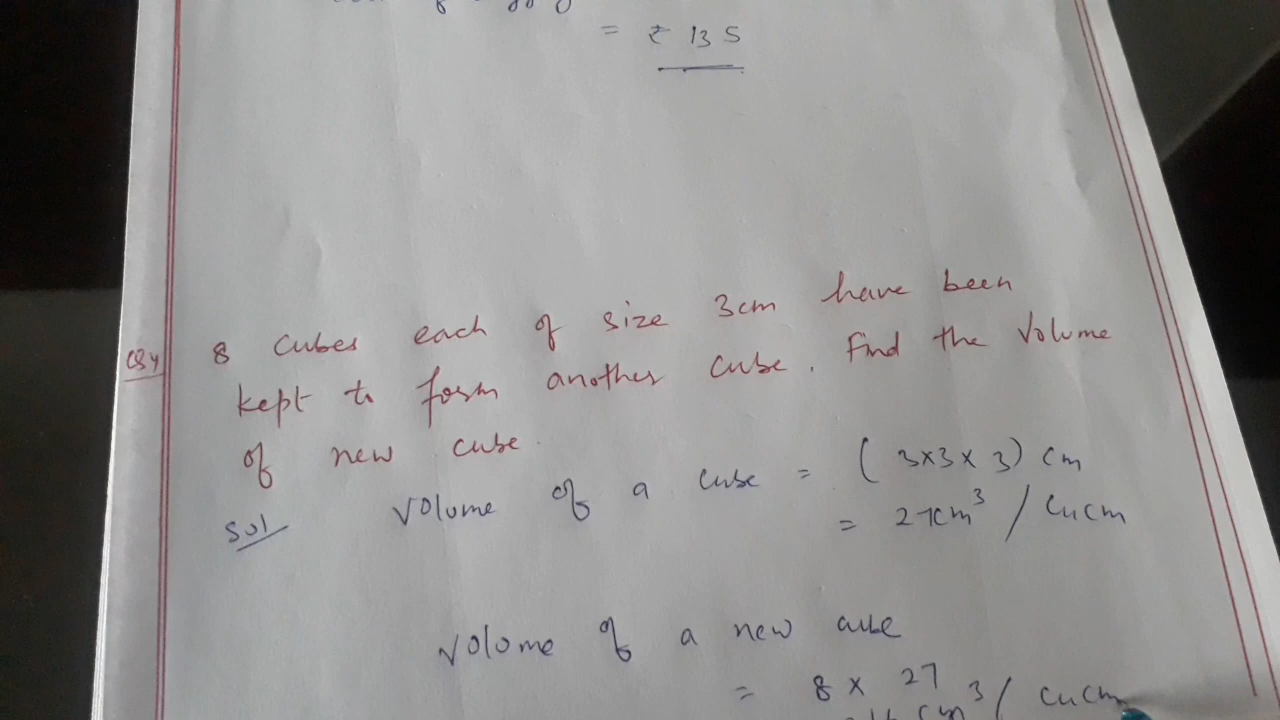 = ₹ 135
Q84 8 cubes each of size 3cm have been
kept to form another cube. Find the Volume
of new cube.
Sol Volume of a cube = (3x3x3) cm
= 27cm³ / cucm
Volume of a new cube
= 8 x 27
cm³/ cucm